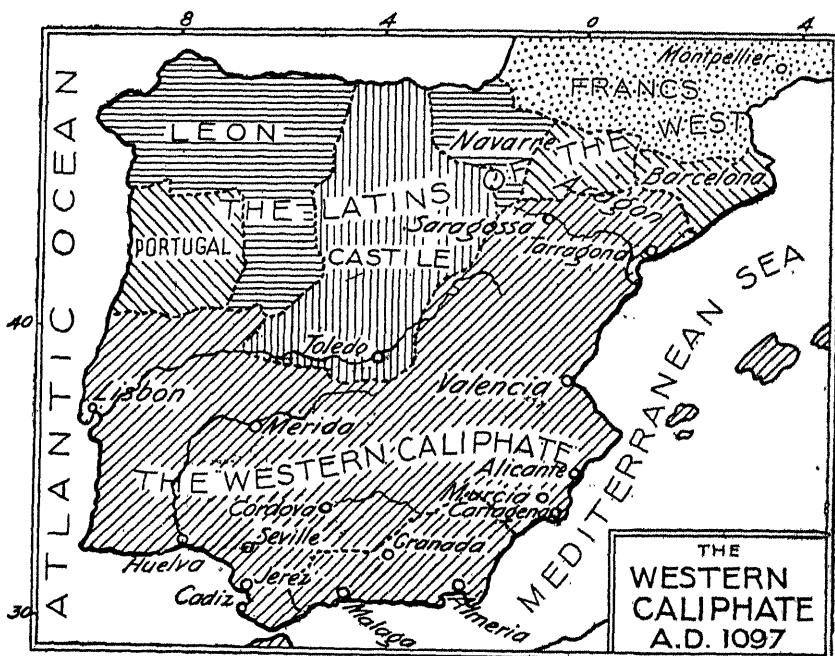 8 4 0 4
ATLANTIC OCEAN
Montpellier
FRANCS
WEST
LEON
Navarre
OF THE
Aragon
Barcelona
THE LATINS
Saragossa
PORTUGAL
CASTILE
Tarragona
40
Toledo
MEDITERRANEAN SEA
Lisbon
Valencia
Merida
THE WESTERN CALIPHATE
Alicante
Murcia
Cartagena
Cordova
Seville
Granada
Huelva
Jerez
Cadiz
30
Malaga
Almeria
THE
WESTERN
CALIPHATE
A.D. 1097